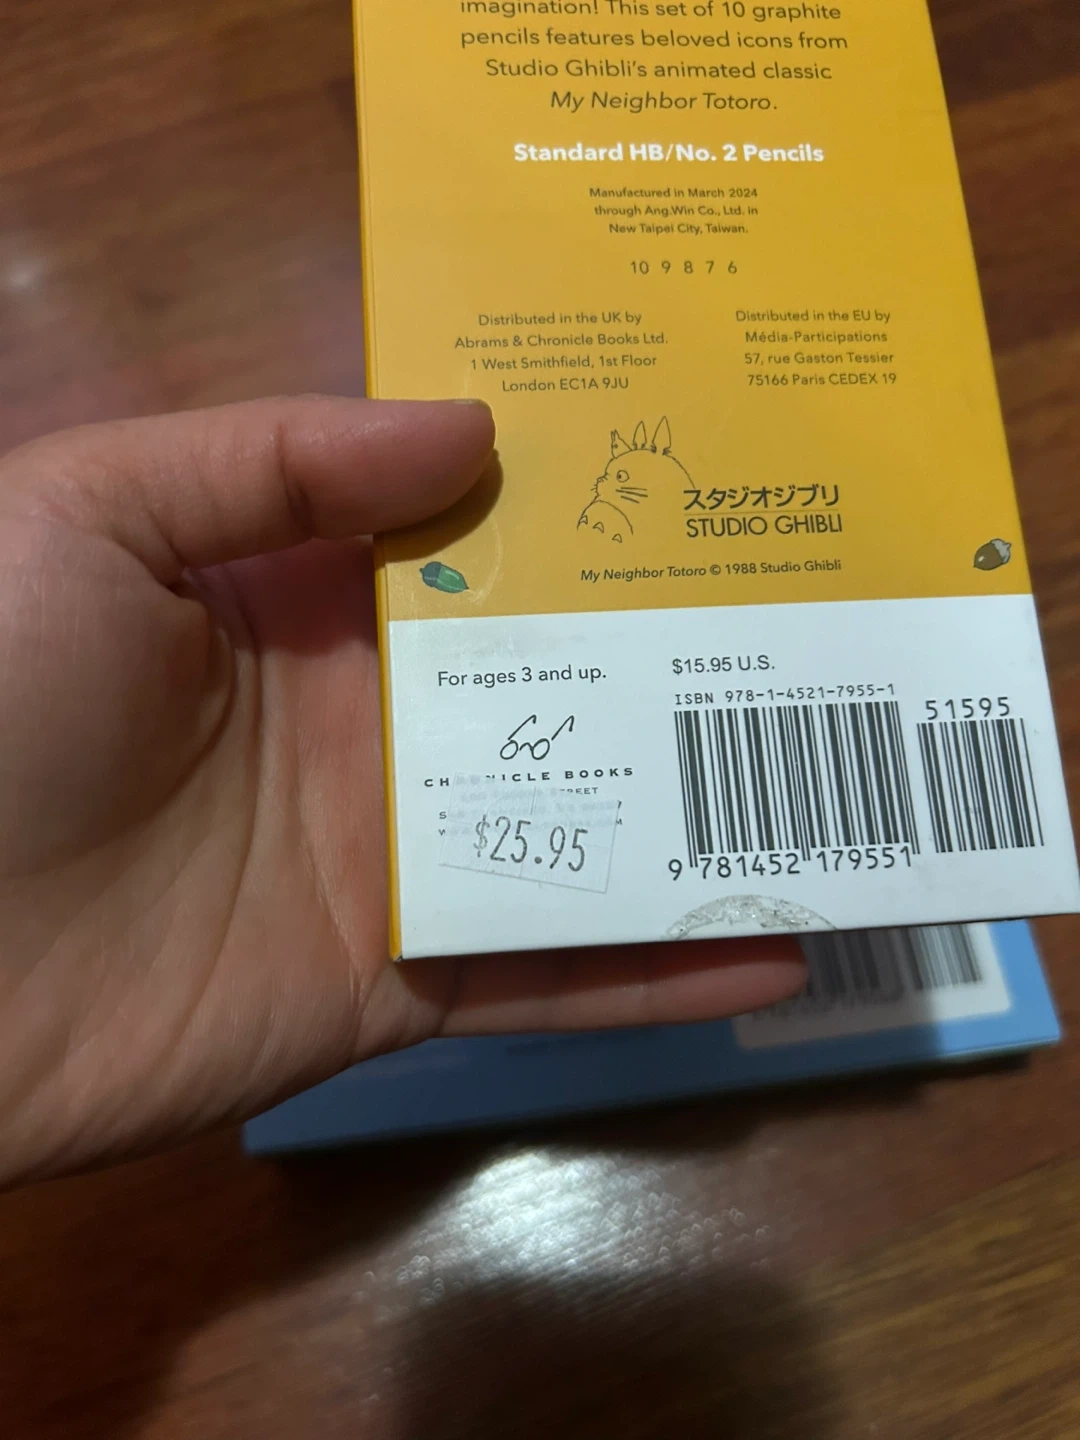 imagination! This set of 10 graphite
pencils features beloved icons from
Studio Ghibli's animated classic
My Neighbor Totoro.
Standard HB/No. 2 Pencils
Manufactured in March 2024
through Ang.Win Co., Ltd. in
New Taipei City, Taiwan.
10 9 8 7 6
Distributed in the UK by
Abrams & Chronicle Books Ltd.
1 West Smithfield, 1st Floor
London EC1A 9JU
Distributed in the EU by
Média-Participations
57, rue Gaston Tessier
75166 Paris CEDEX 19
スタジオジブリ
STUDIO GHIBLI
My Neighbor Totoro © 1988 Studio Ghibli
For ages 3 and up.
BOOKS
$25.95
$15.95 U.S.
ISBN 978-1-4521-7955-1
51595
9 781452 179551